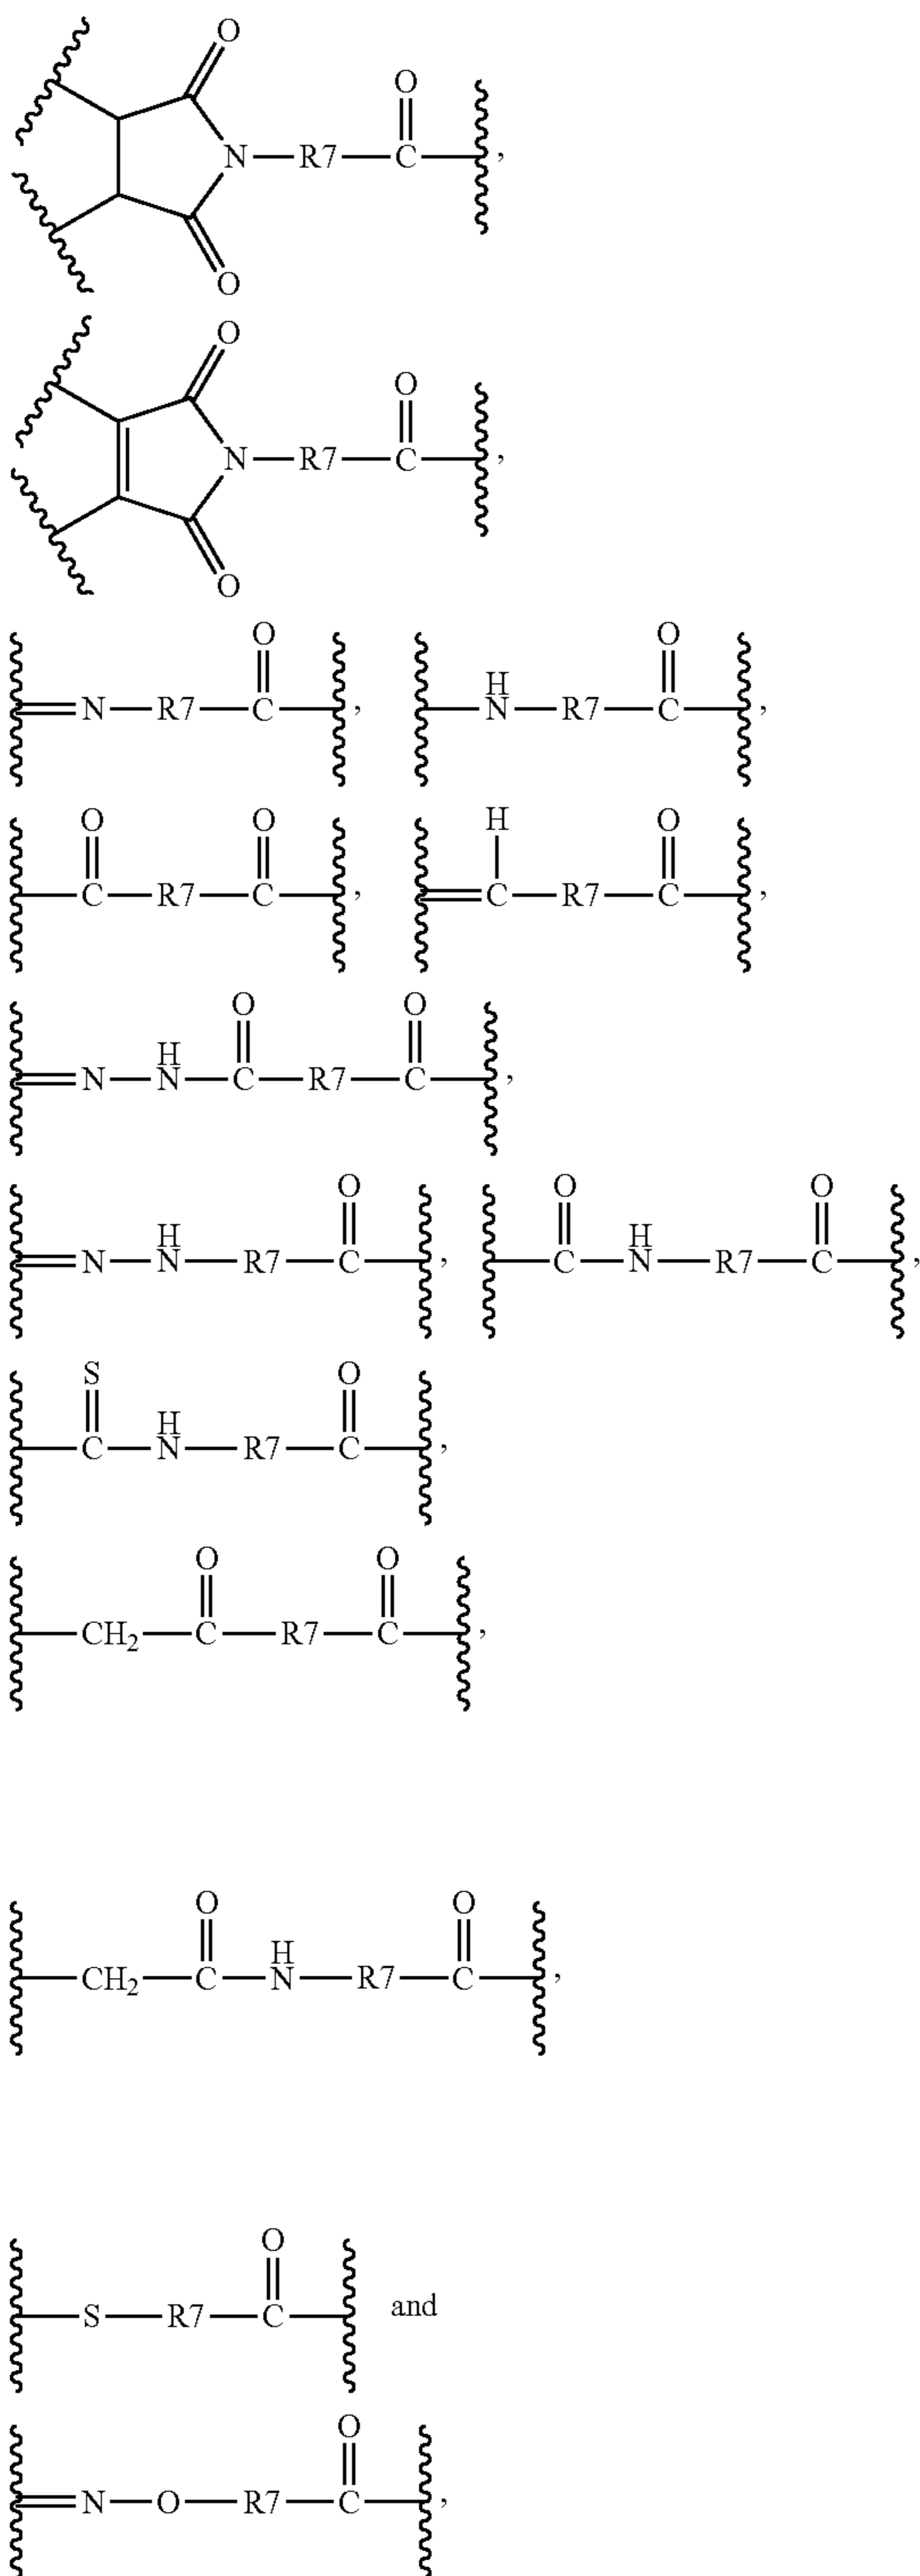 O
O
N—R7—C
O ,
O
O
N—R7—C
O ,
O O
=N—R7—C , H
N—R7—C ,
O O H O
C—R7—C , =C—R7—C ,
O O
=N—N—C—R7—C ,
H
O O O
=N—N—R7—C , C—N—R7—C ,
H H
S O
C—N—R7—C ,
H
O O
CH2—C—R7—C ,
O O
CH2—C—N—R7—C ,
H
O
S—R7—C and
O
=N—O—R7—C ,